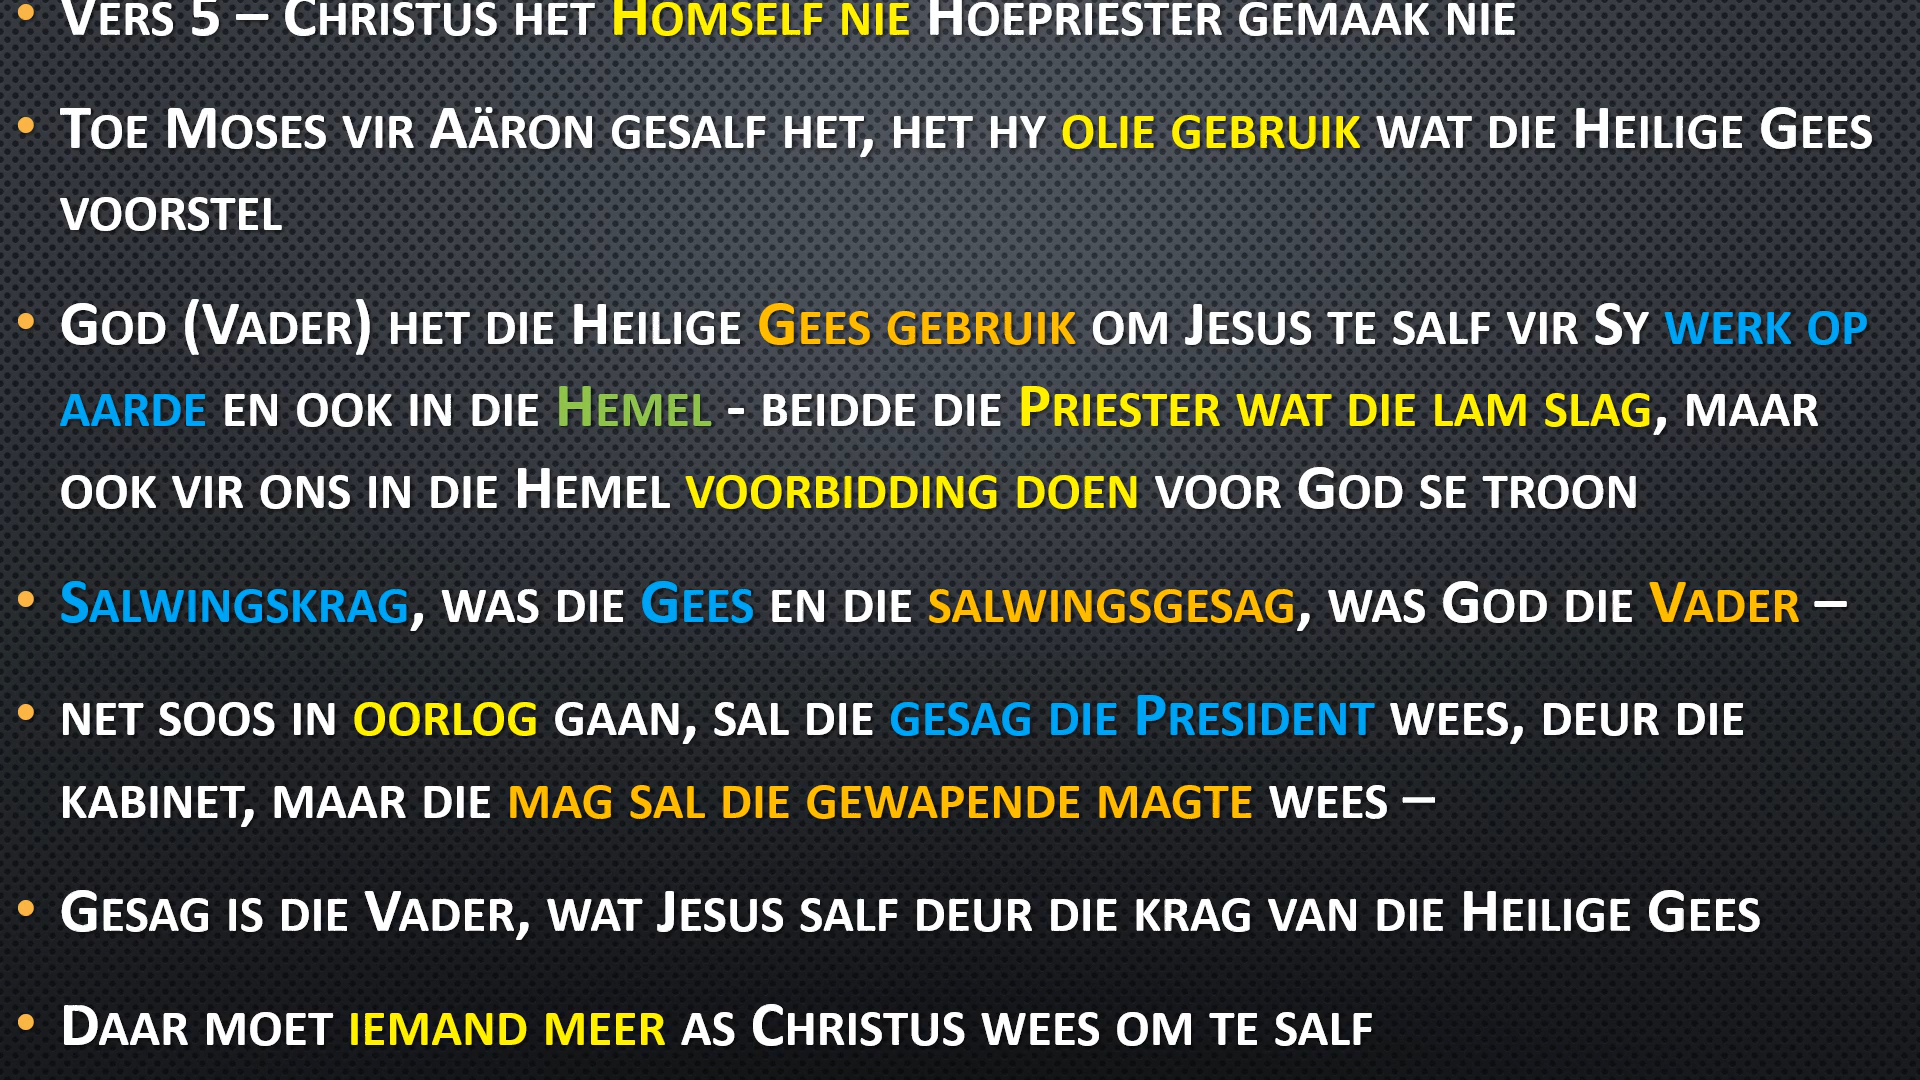 • Vers 5 – Christus het Homself nie Hoepriester gemaak nie
• Toe Moses vir Aäron gesalf het, het hy olie gebruik wat die Heilige Gees
voorstel
• God (Vader) het die Heilige Gees gebruik om Jesus te salf vir Sy werk op
aarde en ook in die Hemel - beidde die Priester wat die lam slag, maar
ook vir ons in die Hemel voorbidding doen voor God se troon
• Salwingskrag, was die Gees en die salwingsgesag, was God die Vader –
• net soos in oorlog gaan, sal die gesag die President wees, deur die
kabinet, maar die mag sal die gewapende magte wees –
• Gesag is die Vader, wat Jesus salf deur die krag van die Heilige Gees
• Daar moet iemand meer as Christus wees om te salf